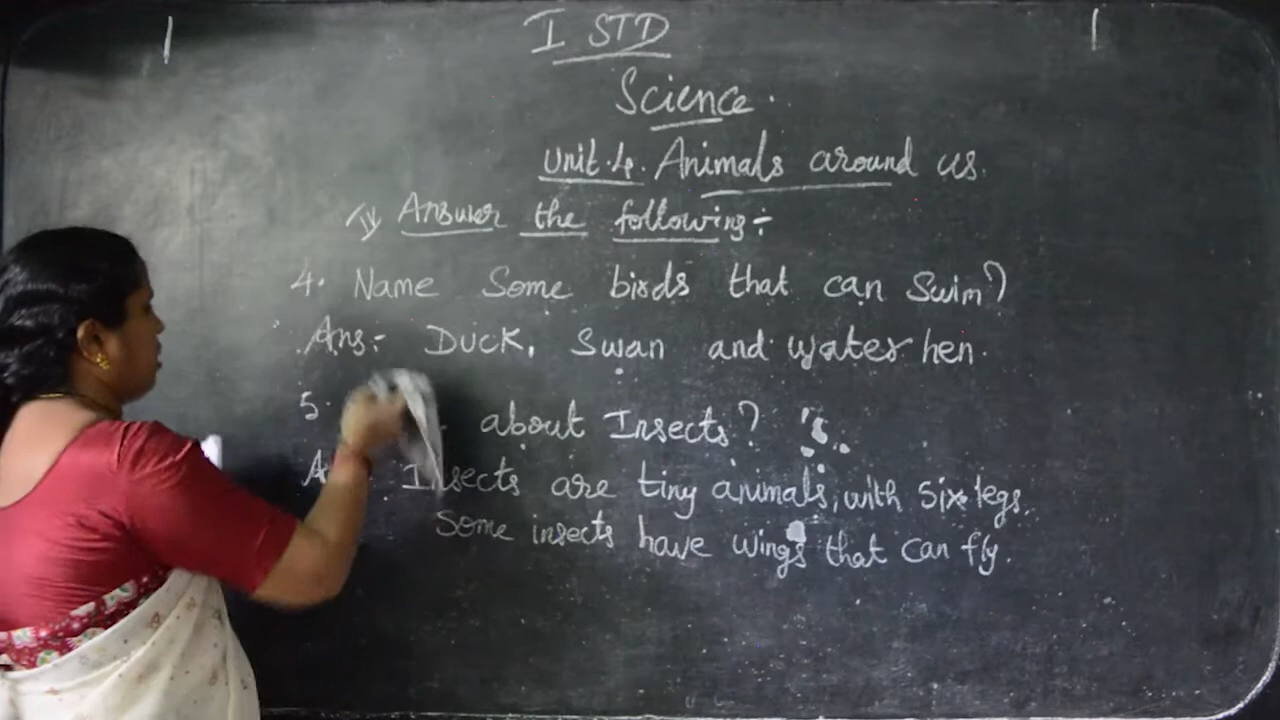 I STD
Science
Unit.4. Animals around us.
Answer the following:-
4. Name Some birds that can Swim?
Ans:- Duck, Swan and water hen.
5. about Insects?
Insects are tiny animals, with six legs.
Some insects have wings that can fly.